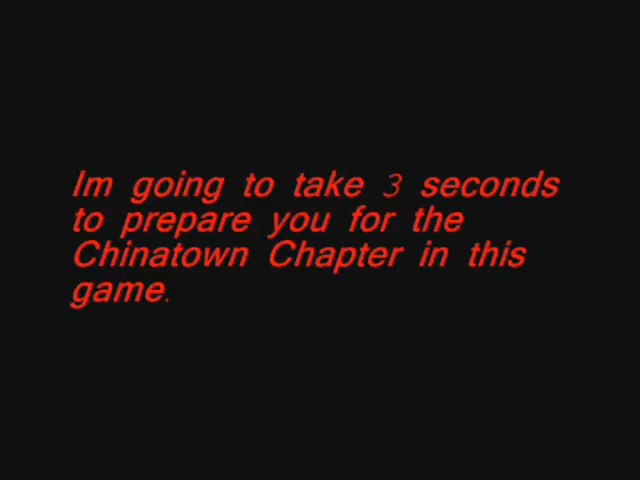 Im going to take 3 seconds
to prepare you for the
Chinatown Chapter in this
game.